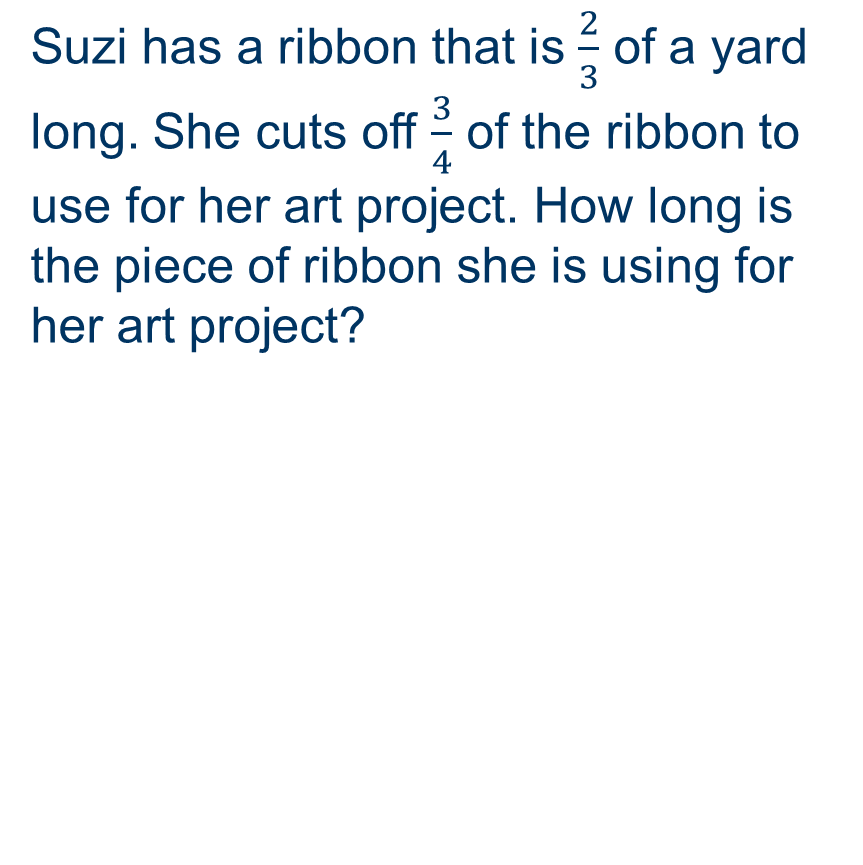 Suzi has a ribbon that is 2/3 of a yard
long. She cuts off 3/4 of the ribbon to
use for her art project. How long is
the piece of ribbon she is using for
her art project?